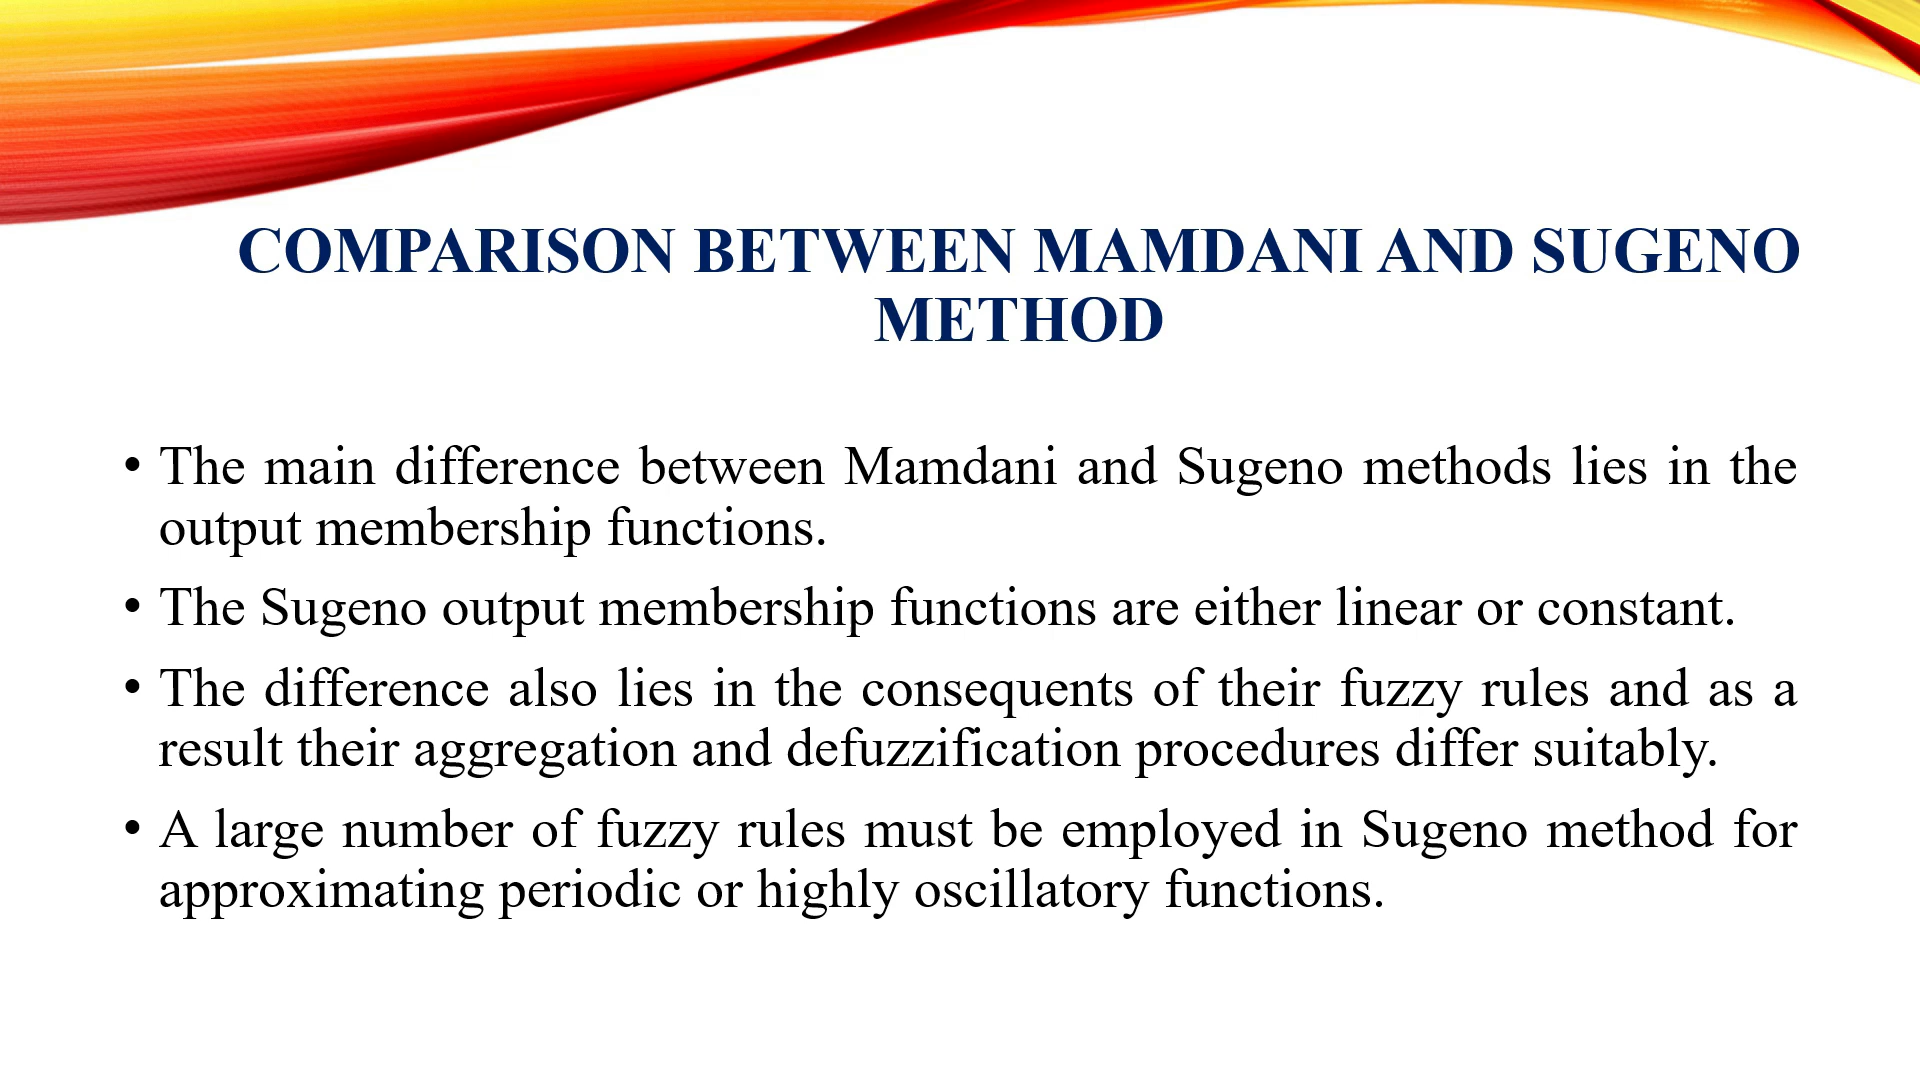 COMPARISON BETWEEN MAMDANI AND SUGENO
METHOD
• The main difference between Mamdani and Sugeno methods lies in the
output membership functions.
• The Sugeno output membership functions are either linear or constant.
• The difference also lies in the consequents of their fuzzy rules and as a
result their aggregation and defuzzification procedures differ suitably.
• A large number of fuzzy rules must be employed in Sugeno method for
approximating periodic or highly oscillatory functions.